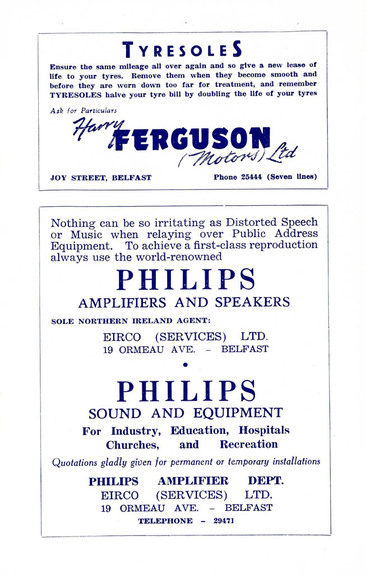 TYRESOLES
Ensure the same mileage all over again and so give a new lease of
life to your tyres. Remove them when they become smooth and
before they are worn down too far for treatment, and remember
TYRESOLES halve your tyre bill by doubling the life of your tyres
Ask for Particulars
Harry
FERGUSON
(Motors) Ltd
JOY STREET, BELFAST Phone 25444 (Seven lines)
Nothing can be so irritating as Distorted Speech
or Music when relaying over Public Address
Equipment. To achieve a first-class reproduction
always use the world-renowned
PHILIPS
AMPLIFIERS AND SPEAKERS
SOLE NORTHERN IRELAND AGENT:
EIRCO (SERVICES) LTD.
19 ORMEAU AVE. – BELFAST
•
PHILIPS
SOUND AND EQUIPMENT
For Industry, Education, Hospitals
Churches, and Recreation
Quotations gladly given for permanent or temporary installations
PHILIPS AMPLIFIER DEPT.
EIRCO (SERVICES) LTD.
19 ORMEAU AVE. – BELFAST
TELEPHONE – 29471